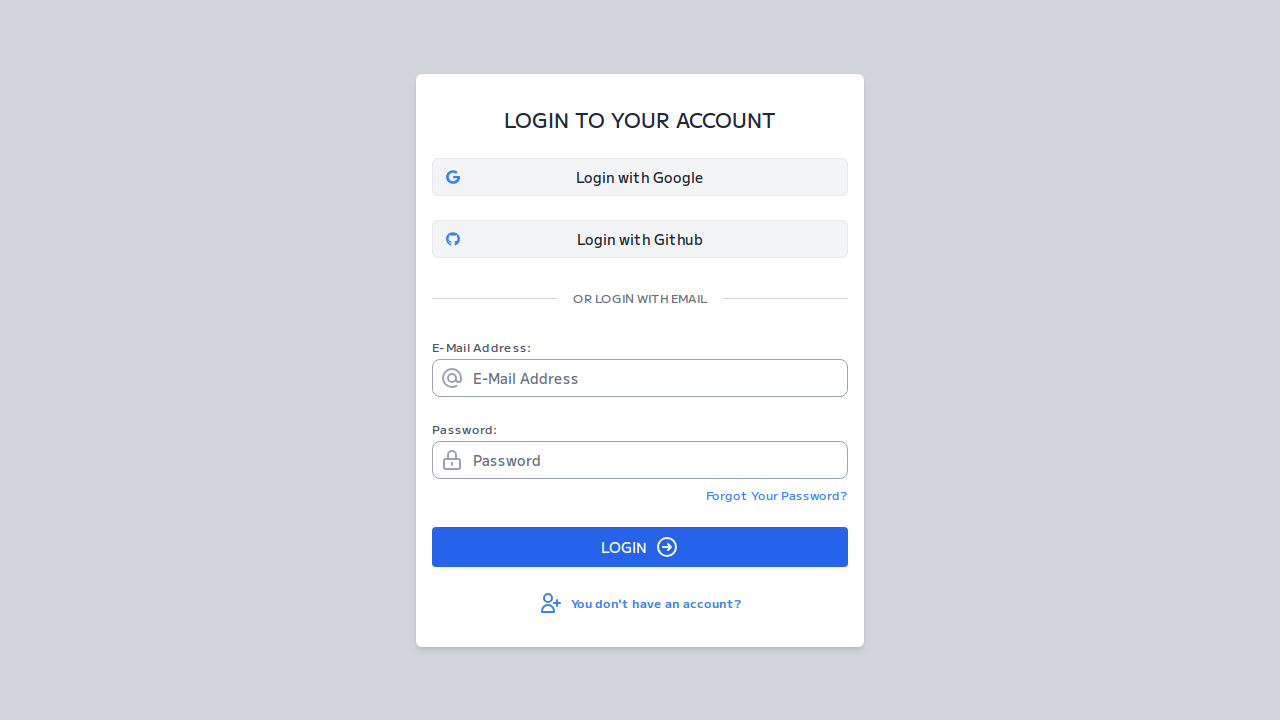 LOGIN TO YOUR ACCOUNT
Login with Google
Login with Github
OR LOGIN WITH EMAIL
E-Mail Address:
E-Mail Address
Password:
Password
Forgot Your Password?
LOGIN
You don't have an account?